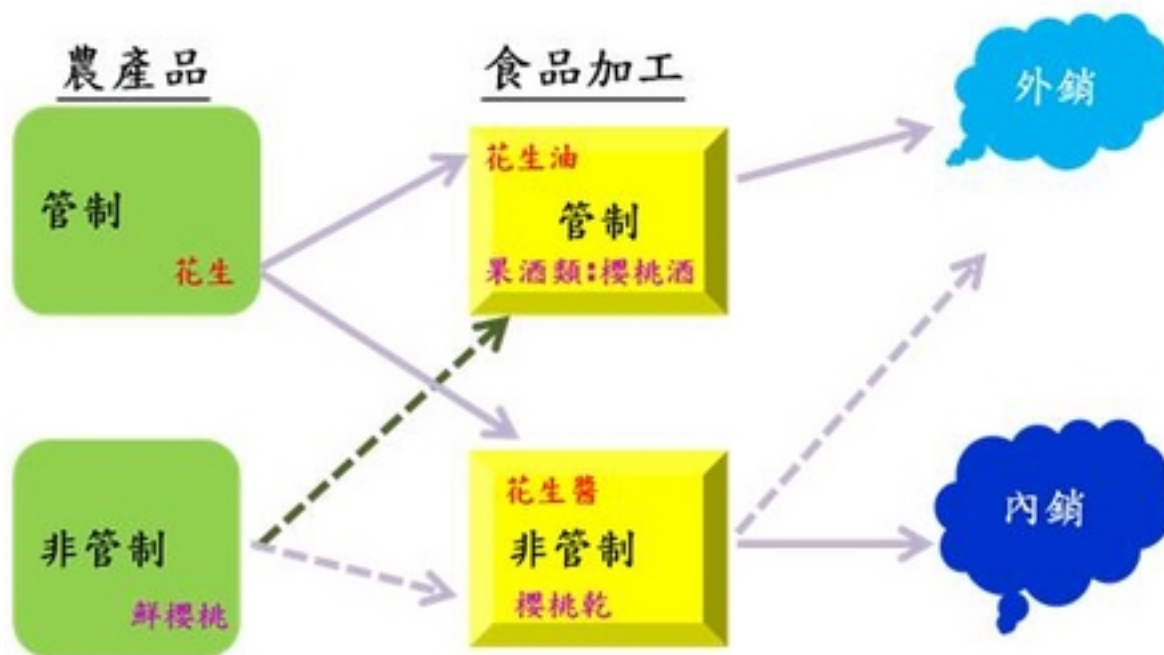 農產品
食品加工
外銷
管制
花生
花生油
管制
果酒類:櫻桃酒
非管制
鮮櫻桃
花生醬
非管制
櫻桃乾
內銷